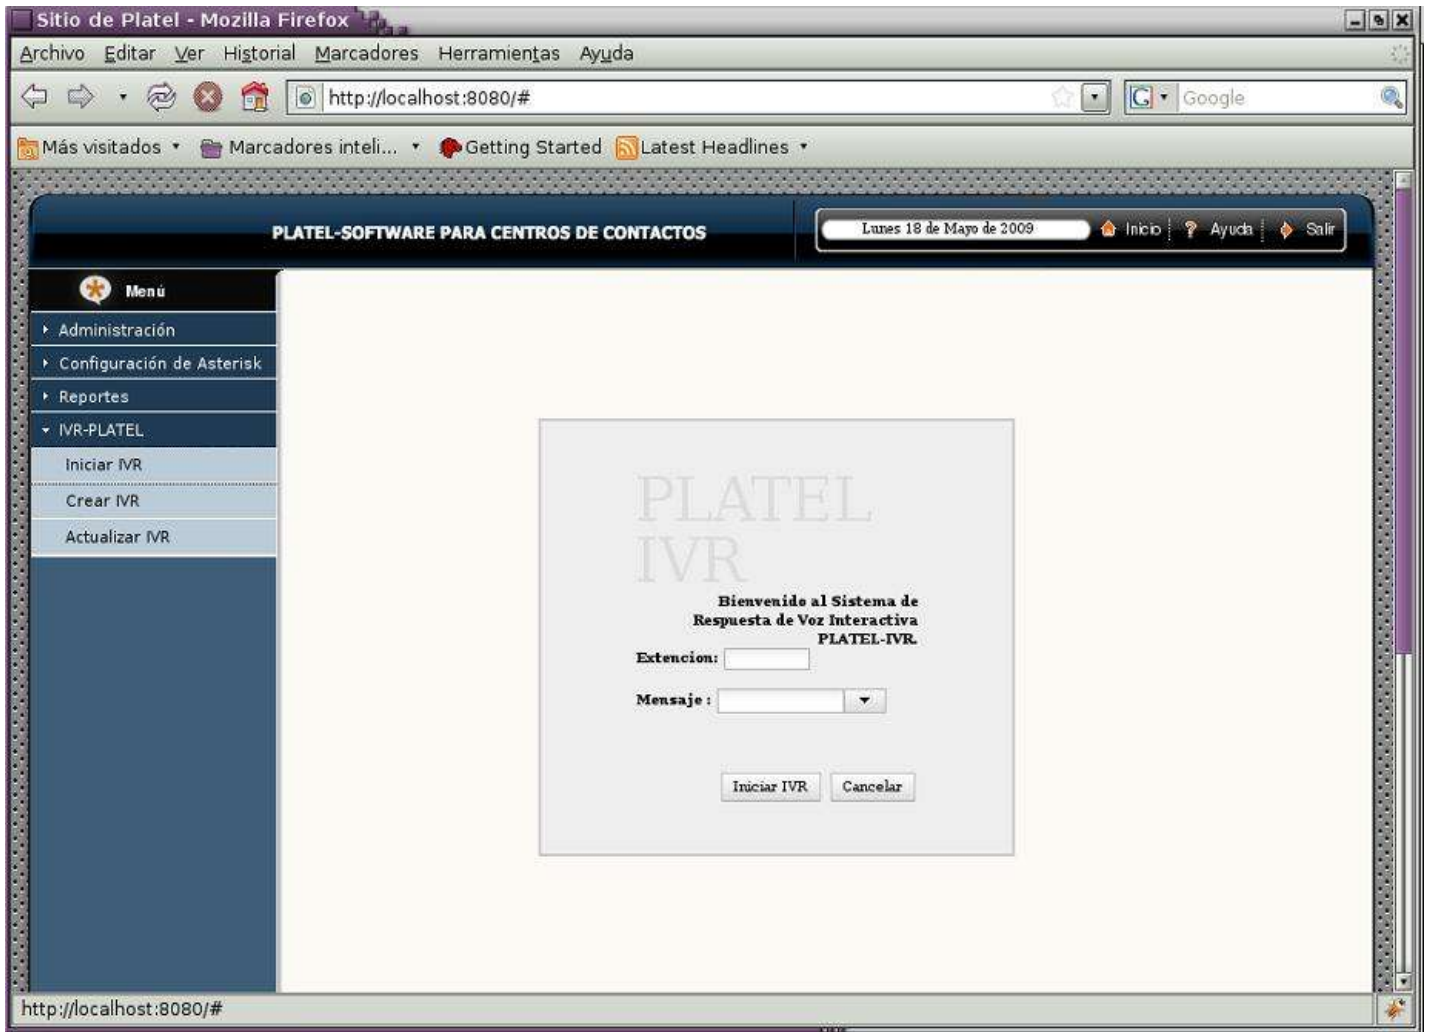 Sitio de Platel - Mozilla Firefox
Archivo Editar Ver Historial Marcadores Herramientas Ayuda
http://localhost:8080/#
Google
Más visitados
Marcadores inteli...
Getting Started
Latest Headlines
PLATEL-SOFTWARE PARA CENTROS DE CONTACTOS
Lunes 18 de Mayo de 2009
Inicio
Ayuda
Salir
Menú
Administración
Configuración de Asterisk
Reportes
IVR-PLATEL
Iniciar IVR
Crear IVR
Actualizar IVR
PLATEL
IVR
Bienvenido al Sistema de
Respuesta de Voz Interactiva
PLATEL-IVR.
Extencion:
Mensaje :
Iniciar IVR
Cancelar
http://localhost:8080/#